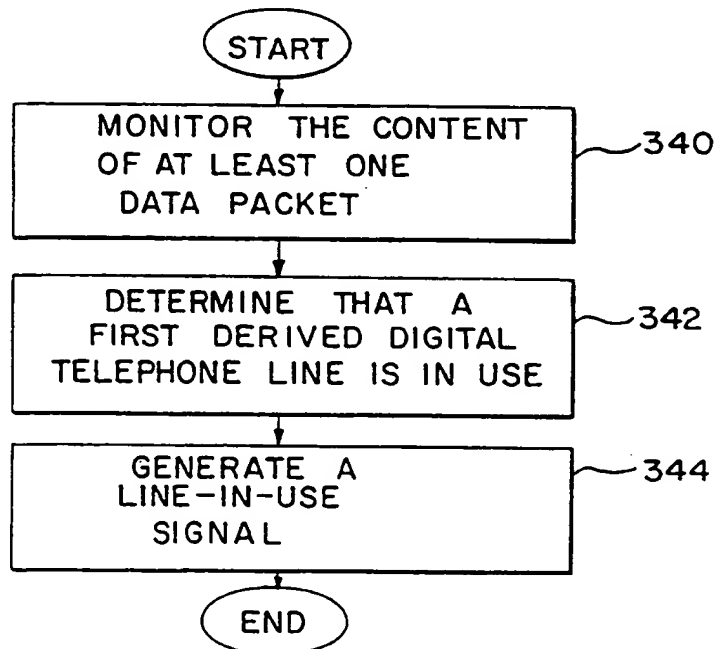 START
MONITOR THE CONTENT
OF AT LEAST ONE
DATA PACKET
340
DETERMINE THAT A
FIRST DERIVED DIGITAL
TELEPHONE LINE IS IN USE
342
GENERATE A
LINE-IN-USE
SIGNAL
344
END